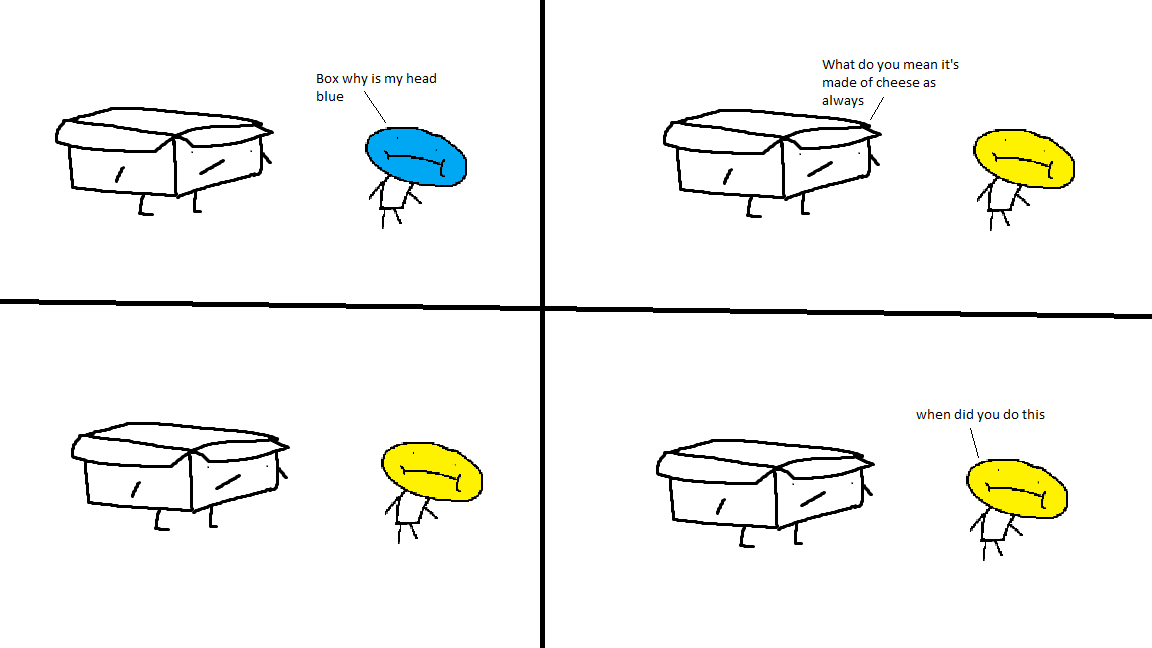 Box why is my head
blue
What do you mean it's
made of cheese as
always
when did you do this